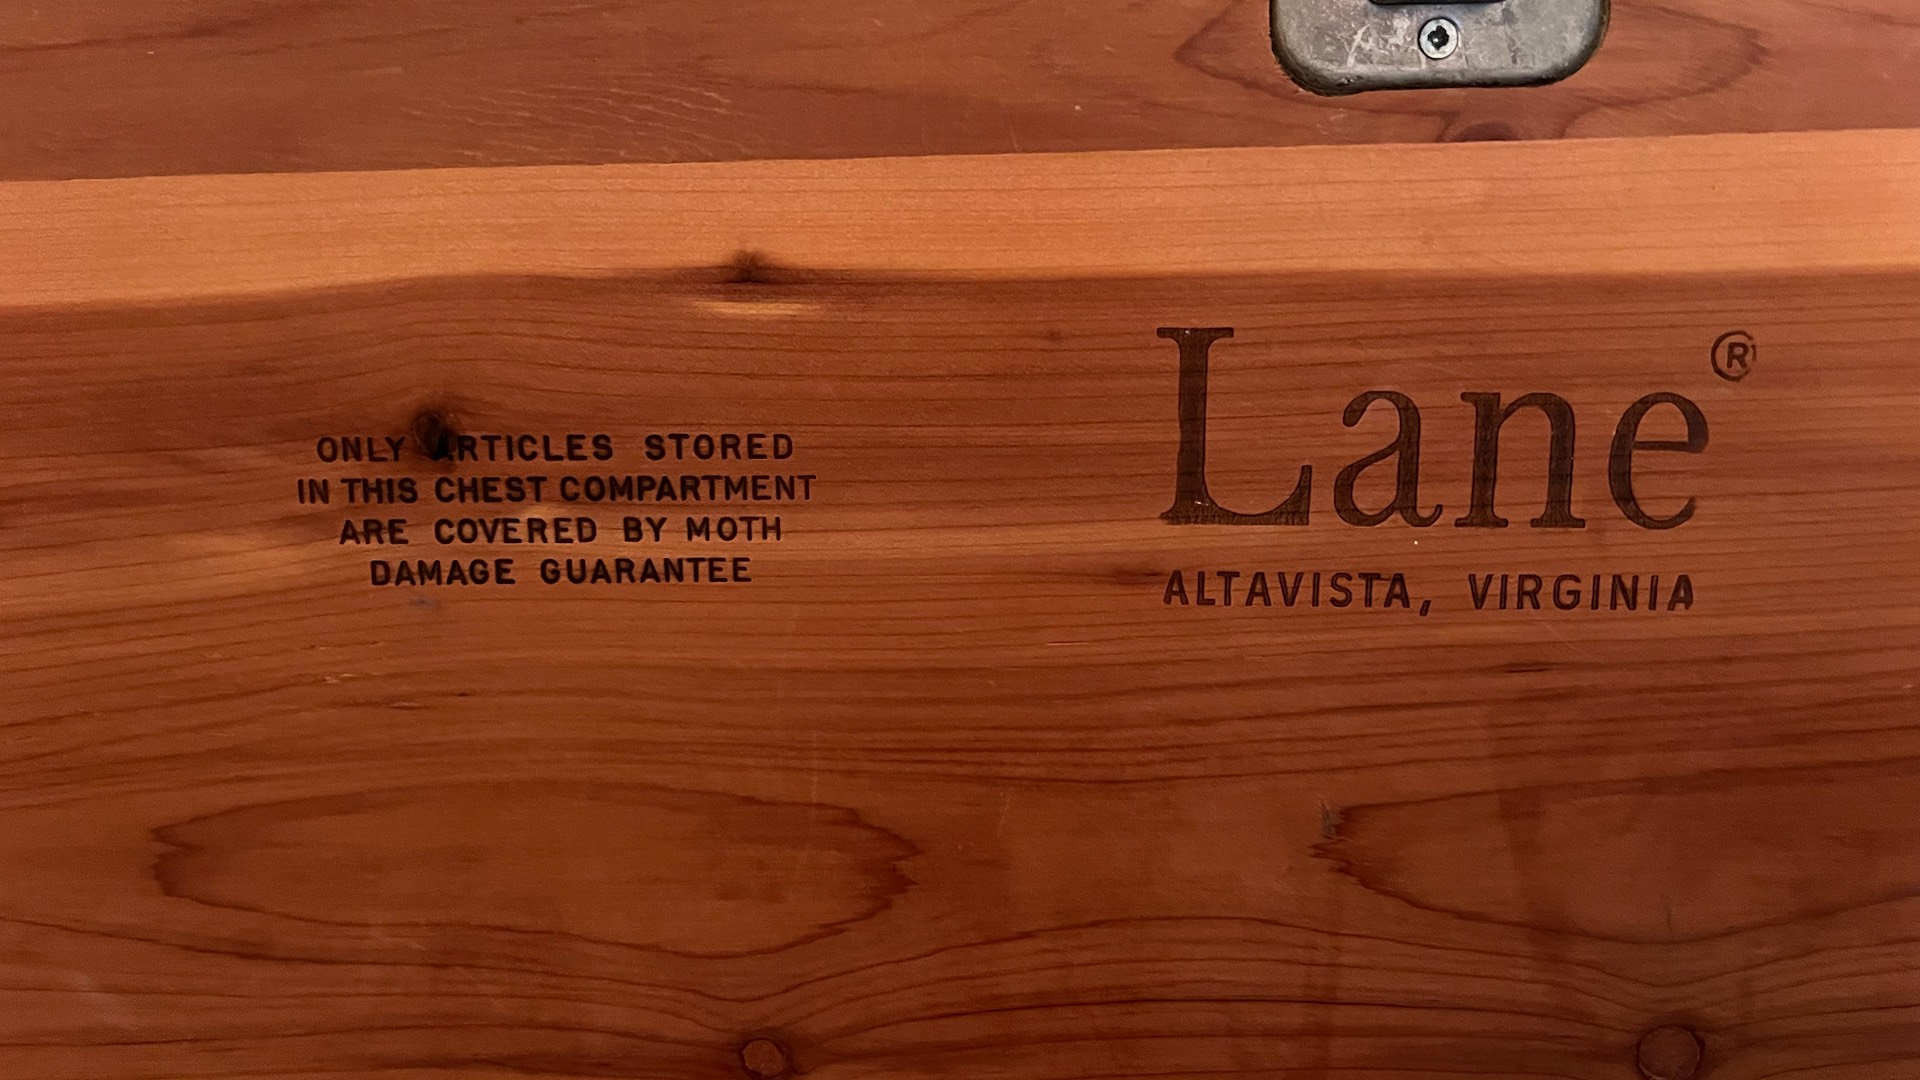 ONLY ARTICLES STORED
IN THIS CHEST COMPARTMENT
ARE COVERED BY MOTH
DAMAGE GUARANTEE
Lane®
ALTAVISTA, VIRGINIA